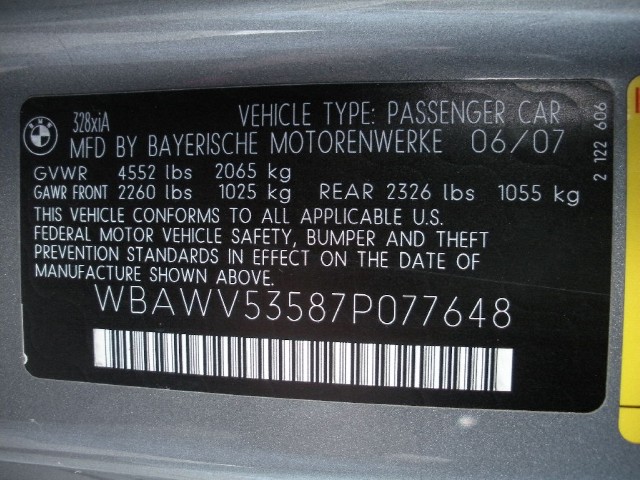 BMW
328xiA VEHICLE TYPE: PASSENGER CAR
MFD BY BAYERISCHE MOTORENWERKE 06/07
GVWR 4552 lbs 2065 kg
GAWR FRONT 2260 lbs 1025 kg REAR 2326 lbs 1055 kg
THIS VEHICLE CONFORMS TO ALL APPLICABLE U.S.
FEDERAL MOTOR VEHICLE SAFETY, BUMPER AND THEFT
PREVENTION STANDARDS IN EFFECT ON THE DATE OF
MANUFACTURE SHOWN ABOVE.
WBAWV53587P077648
2 122 606